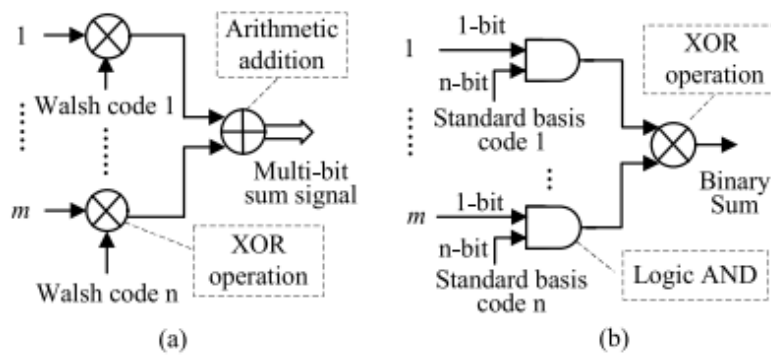 1
Walsh code 1
m
Walsh code n
Arithmetic
addition
Multi-bit
sum signal
XOR
operation
(a)
1
1-bit
n-bit
Standard basis
code 1
m
1-bit
n-bit
Standard basis
code n
XOR
operation
Binary
Sum
Logic AND
(b)